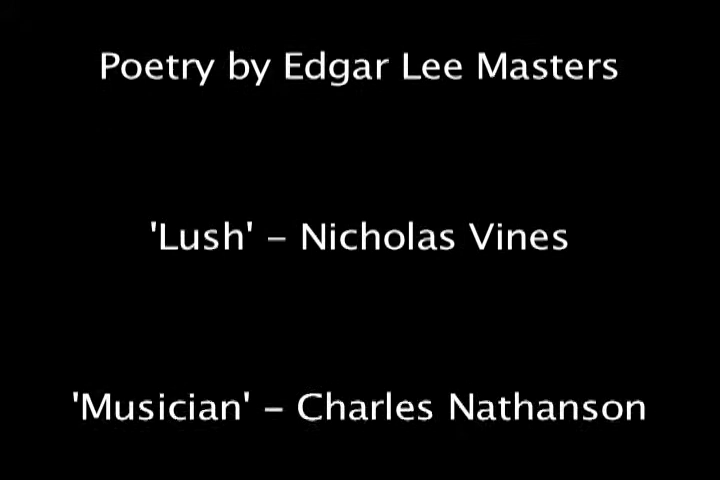 Poetry by Edgar Lee Masters
'Lush' – Nicholas Vines
'Musician' – Charles Nathanson